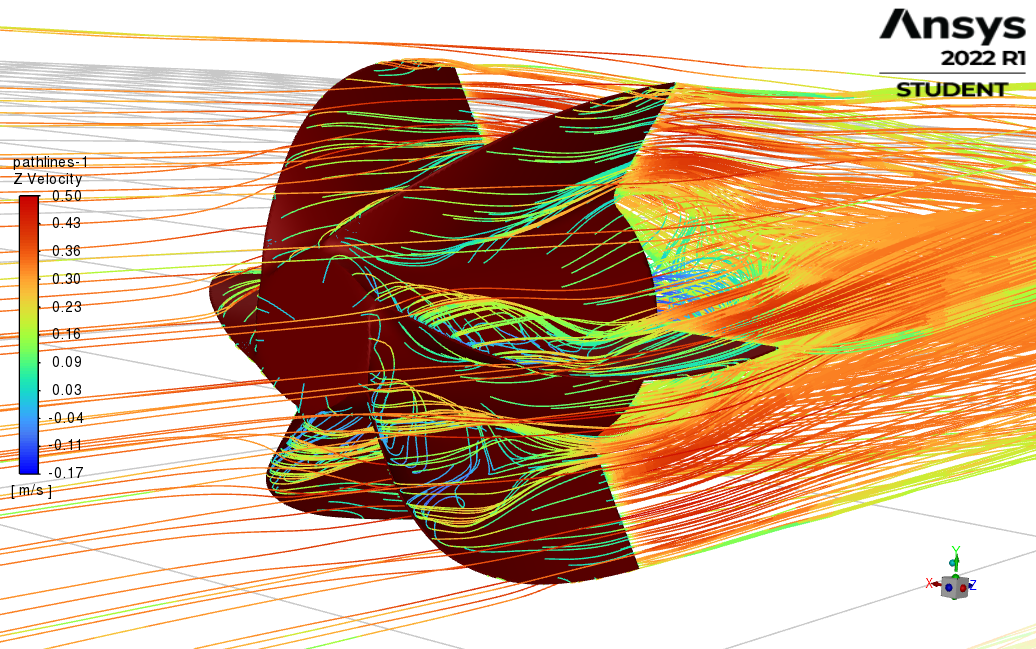 Ansys
2022 R1
STUDENT
pathlines-1
Z Velocity
0.50
0.43
0.36
0.30
0.23
0.16
0.09
0.03
-0.04
-0.11
-0.17
[ m/s ]
Y
X
Z